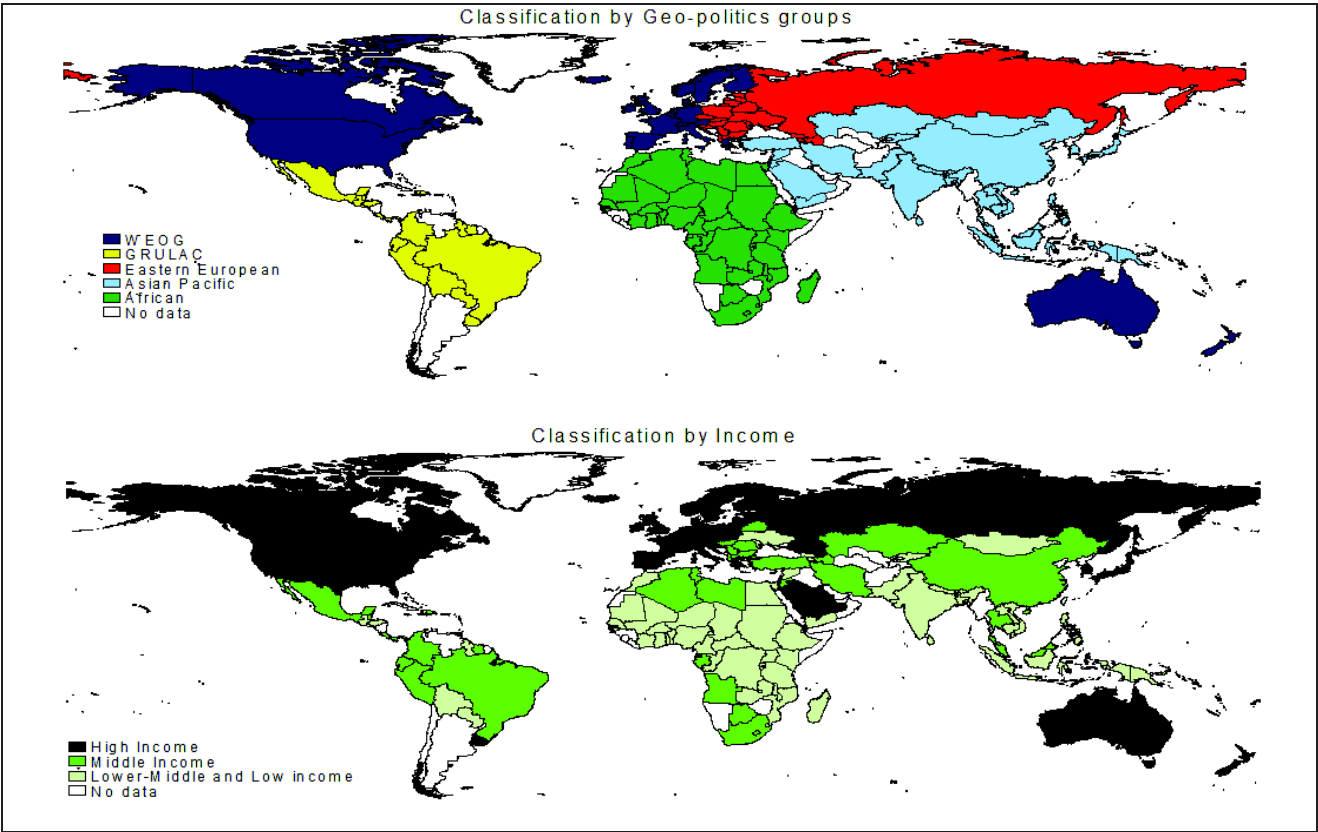 Classification by Geo-politics groups
WEOG
GRULAC
Eastern European
Asian Pacific
African
No data
Classification by Income
High Income
Middle Income
Lower-Middle and Low income
No data